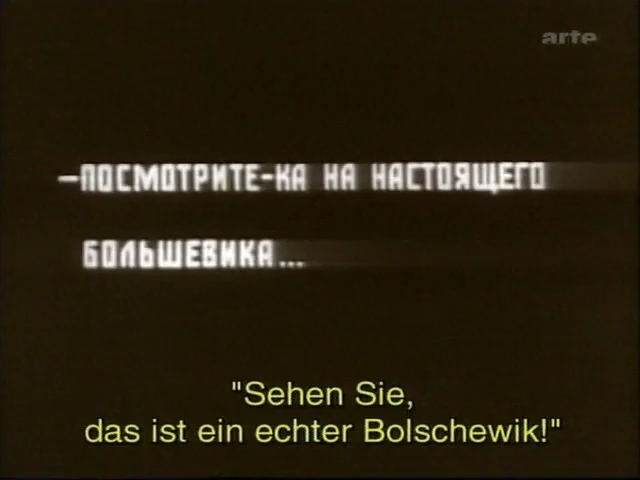 arte
–ПОСМОТРИТЕ-КА НА НАСТОЯЩЕГО
БОЛЬШЕВИКА...
"Sehen Sie,
das ist ein echter Bolschewik!"